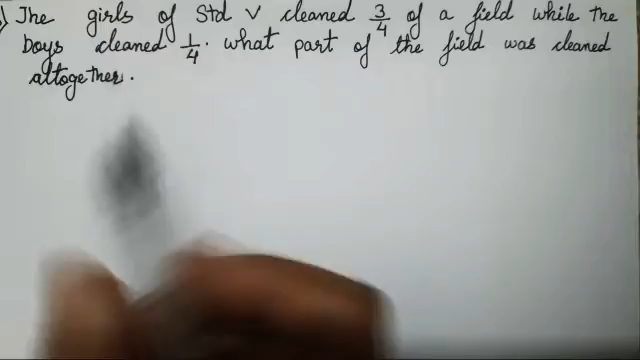 ) The girls of Std V cleaned 3/4 of a field while the
boys cleaned 1/4. what part of the field was cleaned
altogether.